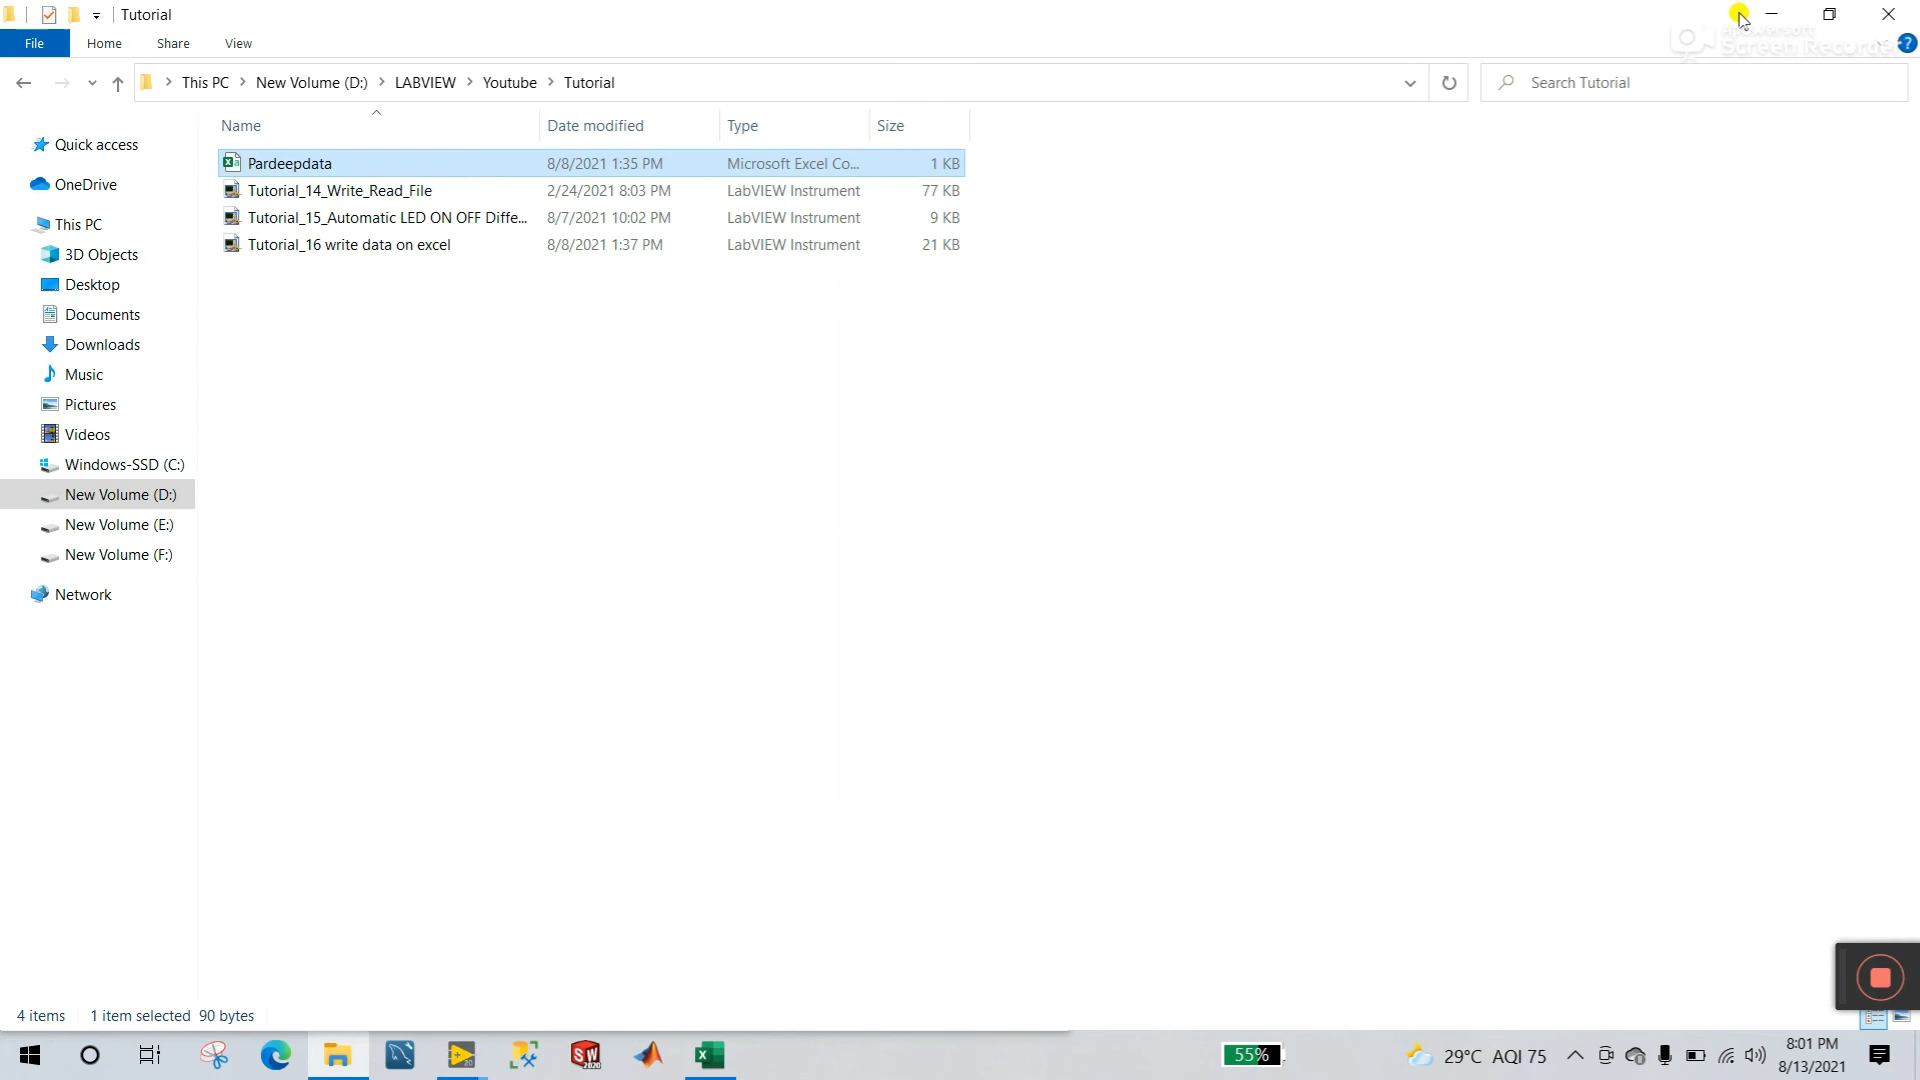 Tutorial
File Home Share View
Apowersoft
Screen Recorder
This PC New Volume (D:) LABVIEW Youtube Tutorial Search Tutorial
Name Date modified Type Size
Quick access
OneDrive
This PC
3D Objects
Desktop
Documents
Downloads
Music
Pictures
Videos
Windows-SSD (C:)
New Volume (D:)
New Volume (E:)
New Volume (F:)
Network
Pardeepdata 8/8/2021 1:35 PM Microsoft Excel Co... 1 KB
Tutorial_14_Write_Read_File 2/24/2021 8:03 PM LabVIEW Instrument 77 KB
Tutorial_15_Automatic LED ON OFF Diffe... 8/7/2021 10:02 PM LabVIEW Instrument 9 KB
Tutorial_16 write data on excel 8/8/2021 1:37 PM LabVIEW Instrument 21 KB
4 items 1 item selected 90 bytes
SW
2020
55% 29°C AQI 75
8:01 PM
8/13/2021